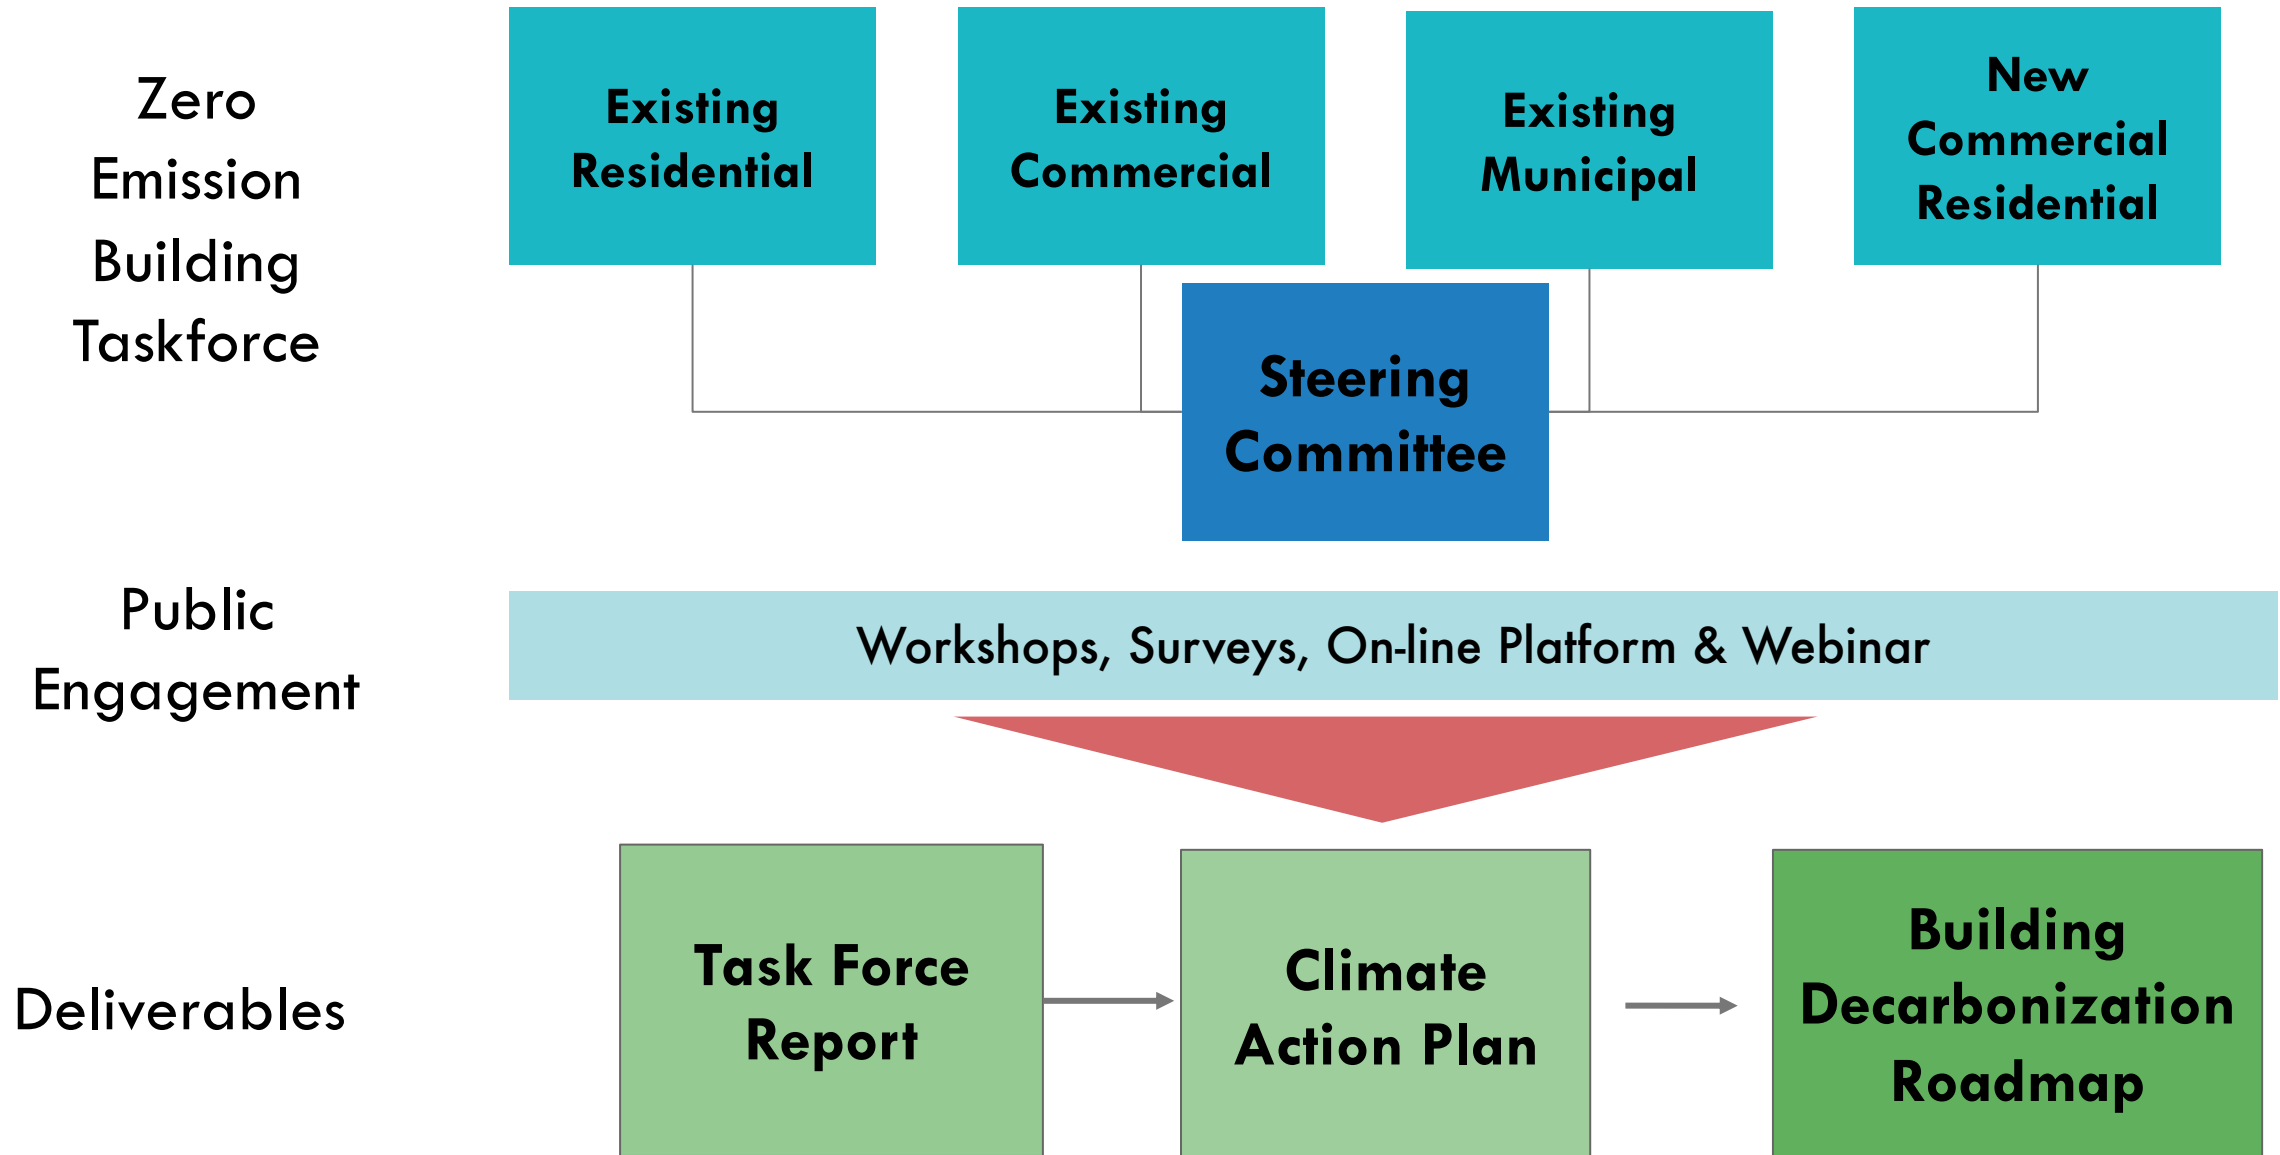 Zero
Emission
Building
Taskforce
Existing
Residential
Existing
Commercial
Existing
Municipal
New
Commercial
Residential
Steering
Committee
Public
Engagement
Workshops, Surveys, On-line Platform & Webinar
Deliverables
Task Force
Report
Climate
Action Plan
Building
Decarbonization
Roadmap